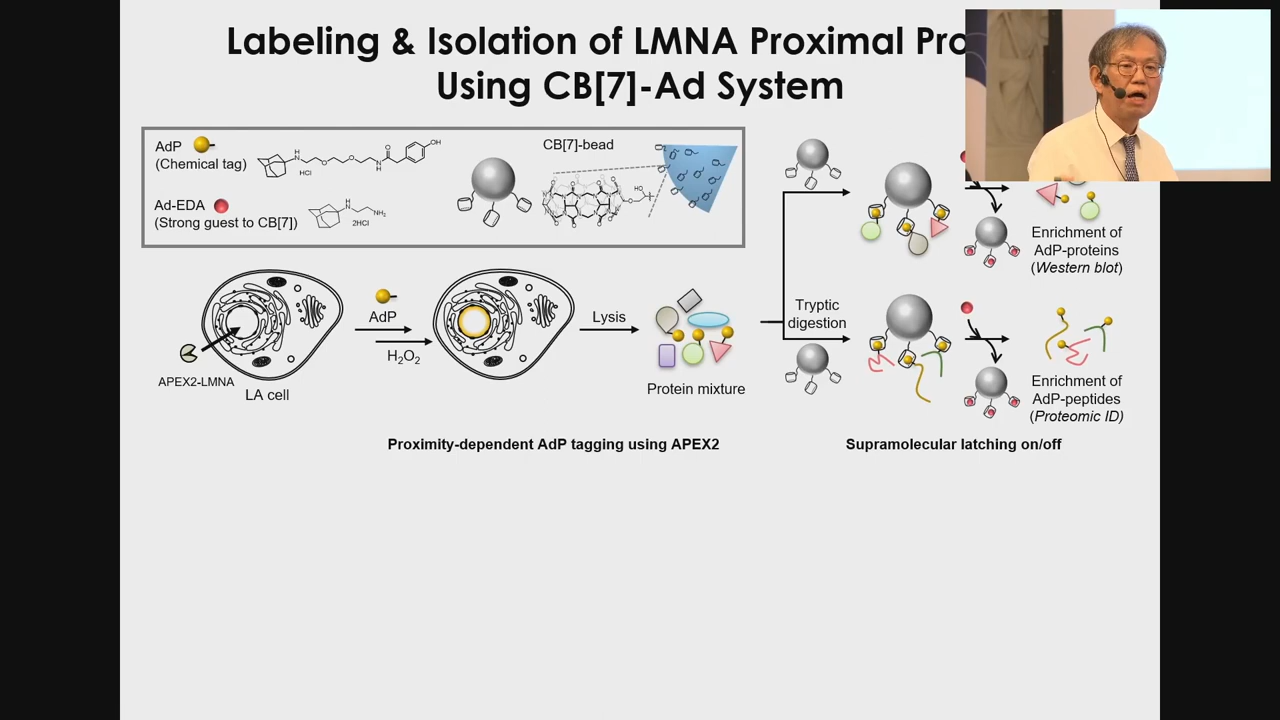 Labeling & Isolation of LMNA Proximal
Using CB[7]-Ad System
AdP
(Chemical tag)
HCl
Ad-EDA
(Strong guest to CB[7])
2HCl
CB[7]-bead
APEX2-LMNA
LA cell
AdP
H2O2
Lysis
Protein mixture
Tryptic
digestion
Enrichment of
AdP-proteins
(Western blot)
Enrichment of
AdP-peptides
(Proteomic ID)
Proximity-dependent AdP tagging using APEX2
Supramolecular latching on/off